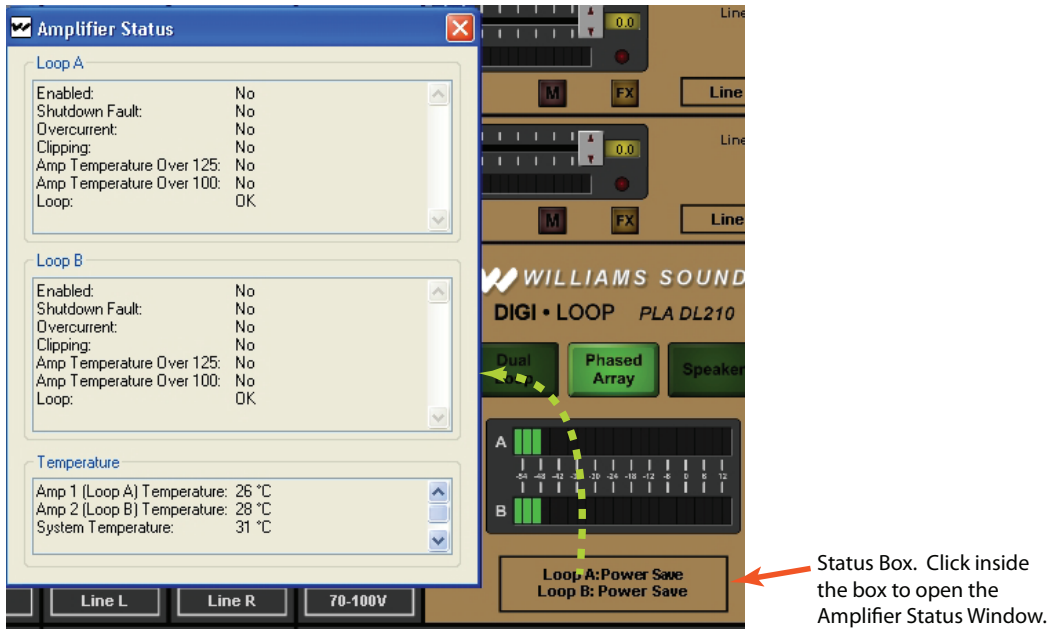 Amplifier Status
Loop A
Enabled: No
Shutdown Fault: No
Overcurrent: No
Clipping: No
Amp Temperature Over 125: No
Amp Temperature Over 100: No
Loop: OK
Loop B
Enabled: No
Shutdown Fault: No
Overcurrent: No
Clipping: No
Amp Temperature Over 125: No
Amp Temperature Over 100: No
Loop: OK
Temperature
Amp 1 (Loop A) Temperature: 26 °C
Amp 2 (Loop B) Temperature: 28 °C
System Temperature: 31 °C
0.0
Line
M FX Line
0.0
Line
M FX Line
WILLIAMS SOUND
DIGI • LOOP PLA DL210
Dual Loop
Phased Array
Speaker
A
-54 -48 -42 -30 -24 -18 -12 -6 0 6 12
B
Loop A:Power Save
Loop B: Power Save
Line L Line R 70-100V
Status Box. Click inside
the box to open the
Amplifier Status Window.